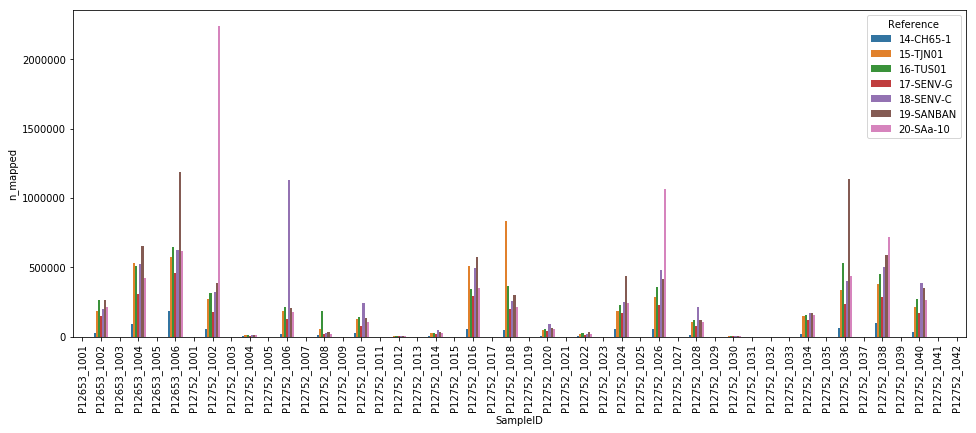 Reference
14-CH65-1
15-TJN01
16-TUS01
17-SENV-G
18-SENV-C
19-SANBAN
20-SAa-10
n_mapped
2000000
1500000
1000000
500000
0
P12653_1001
P12653_1002
P12653_1003
P12653_1004
P12653_1005
P12653_1006
P12752_1001
P12752_1002
P12752_1003
P12752_1004
P12752_1005
P12752_1006
P12752_1007
P12752_1008
P12752_1009
P12752_1010
P12752_1011
P12752_1012
P12752_1013
P12752_1014
P12752_1015
P12752_1016
P12752_1017
P12752_1018
P12752_1019
P12752_1020
P12752_1021
P12752_1022
P12752_1023
P12752_1024
P12752_1025
P12752_1026
P12752_1027
P12752_1028
P12752_1029
P12752_1030
P12752_1031
P12752_1032
P12752_1033
P12752_1034
P12752_1035
P12752_1036
P12752_1037
P12752_1038
P12752_1039
P12752_1040
P12752_1041
P12752_1042
SampleID